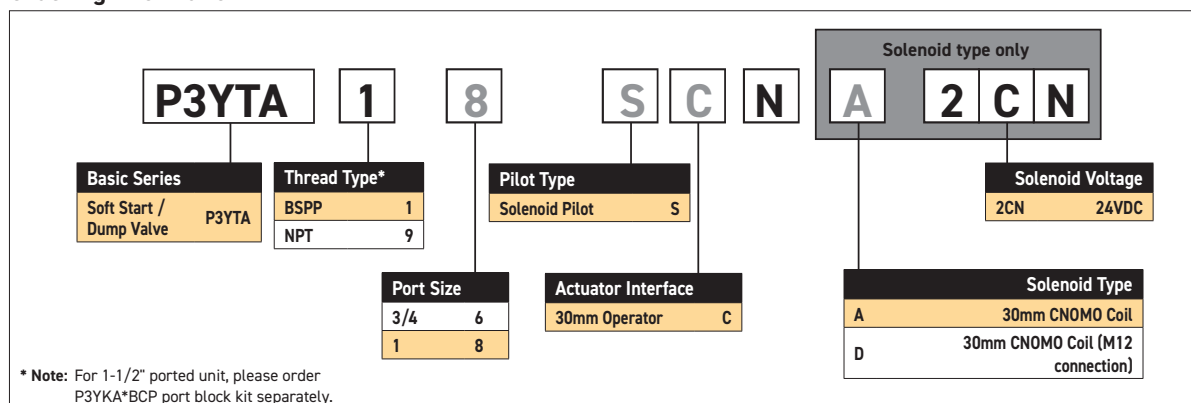 Solenoid type only
P3YTA 1 8 S C N A 2 C N
Basic Series
Soft Start / Dump Valve P3YTA
Thread Type*
BSPP 1
NPT 9
Pilot Type
Solenoid Pilot S
Solenoid Voltage
2CN 24VDC
Port Size
3/4 6
1 8
Actuator Interface
30mm Operator C
Solenoid Type
A 30mm CNOMO Coil
D 30mm CNOMO Coil (M12 connection)
* Note: For 1-1/2" ported unit, please order
P3YKA*BCP port block kit separately.